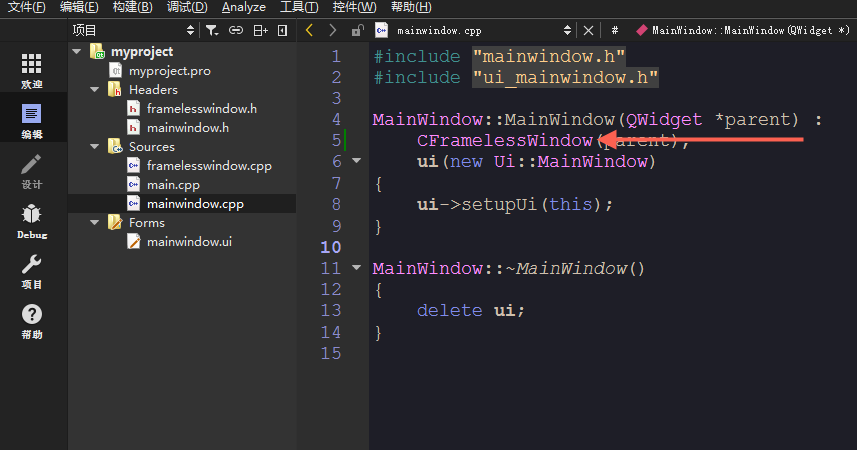 文件(F) 编辑(E) 构建(B) 调试(D) Analyze 工具(T) 控件(W) 帮助(H)
项目
mainwindow.cpp # MainWindow::MainWindow(QWidget *)
欢迎
编辑
设计
Debug
项目
帮助
myproject
myproject.pro
Headers
framelesswindow.h
mainwindow.h
Sources
framelesswindow.cpp
main.cpp
mainwindow.cpp
Forms
mainwindow.ui
1 #include "mainwindow.h"
2 #include "ui_mainwindow.h"
3
4 MainWindow::MainWindow(QWidget *parent) :
5 CFramelessWindow(parent),
6 ui(new Ui::MainWindow)
7 {
8 ui->setupUi(this);
9 }
10
11 MainWindow::~MainWindow()
12 {
13 delete ui;
14 }
15